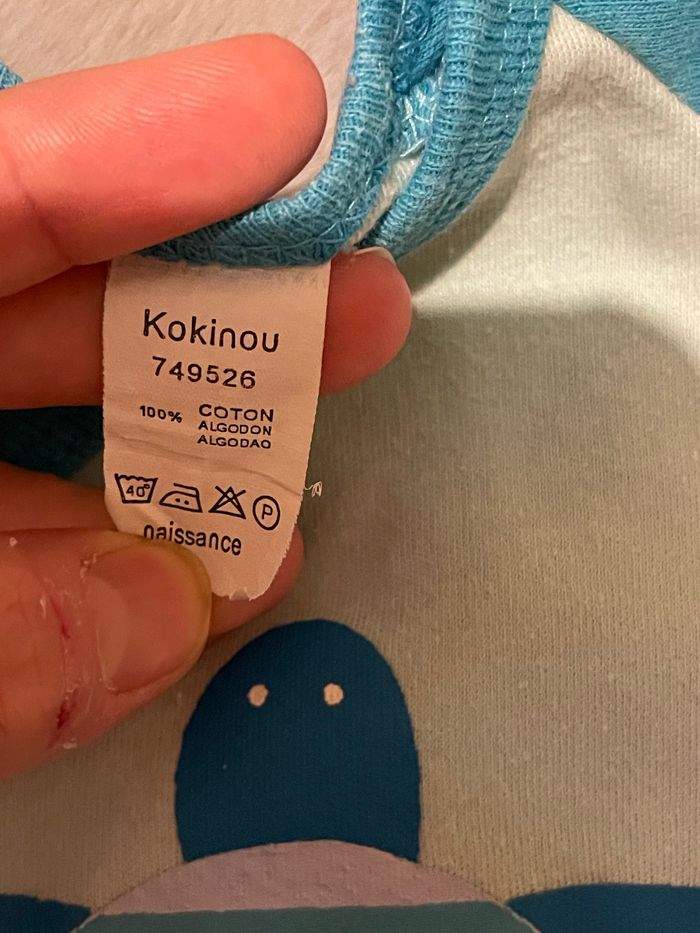 Kokinou
749526
100% COTON
ALGODON
ALGODAO
40° P
naissance